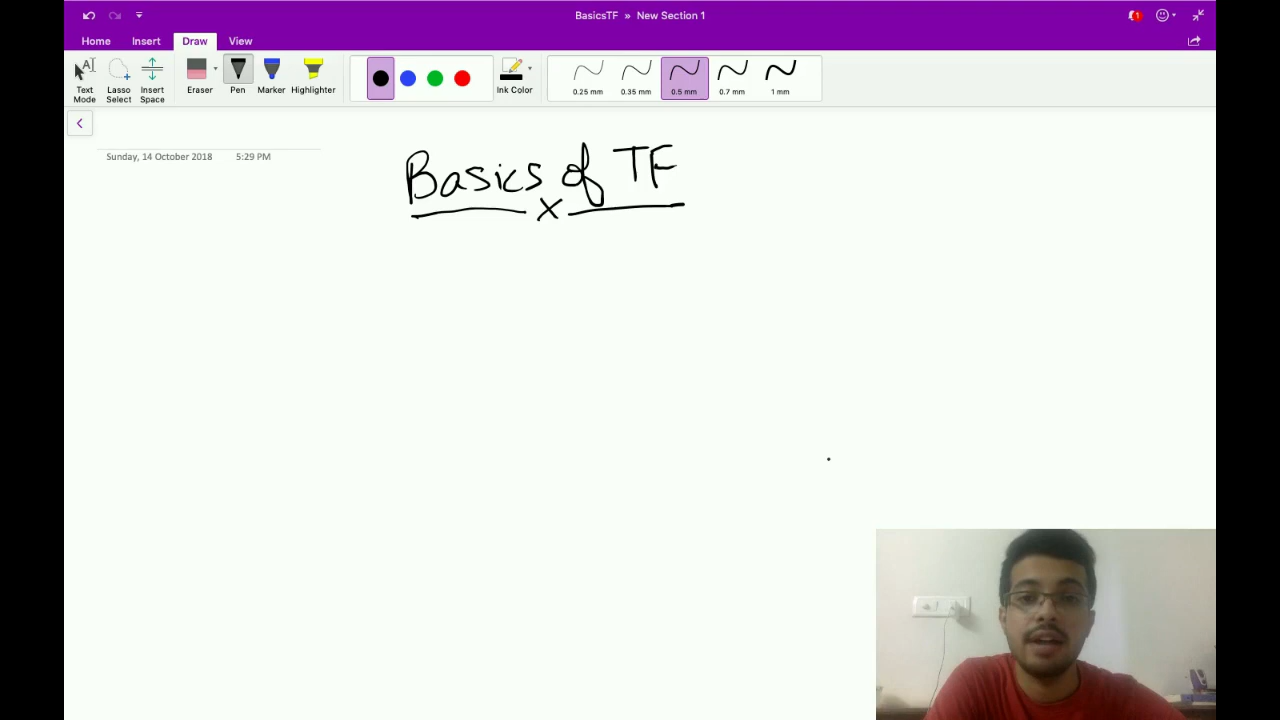 BasicsTF » New Section 1
1
Home Insert Draw View
Text Mode
Lasso Select
Insert Space
Eraser
Pen
Marker
Highlighter
Ink Color
0.25 mm
0.35 mm
0.5 mm
0.7 mm
1 mm
Sunday, 14 October 2018 5:29 PM
Basics of TF
x